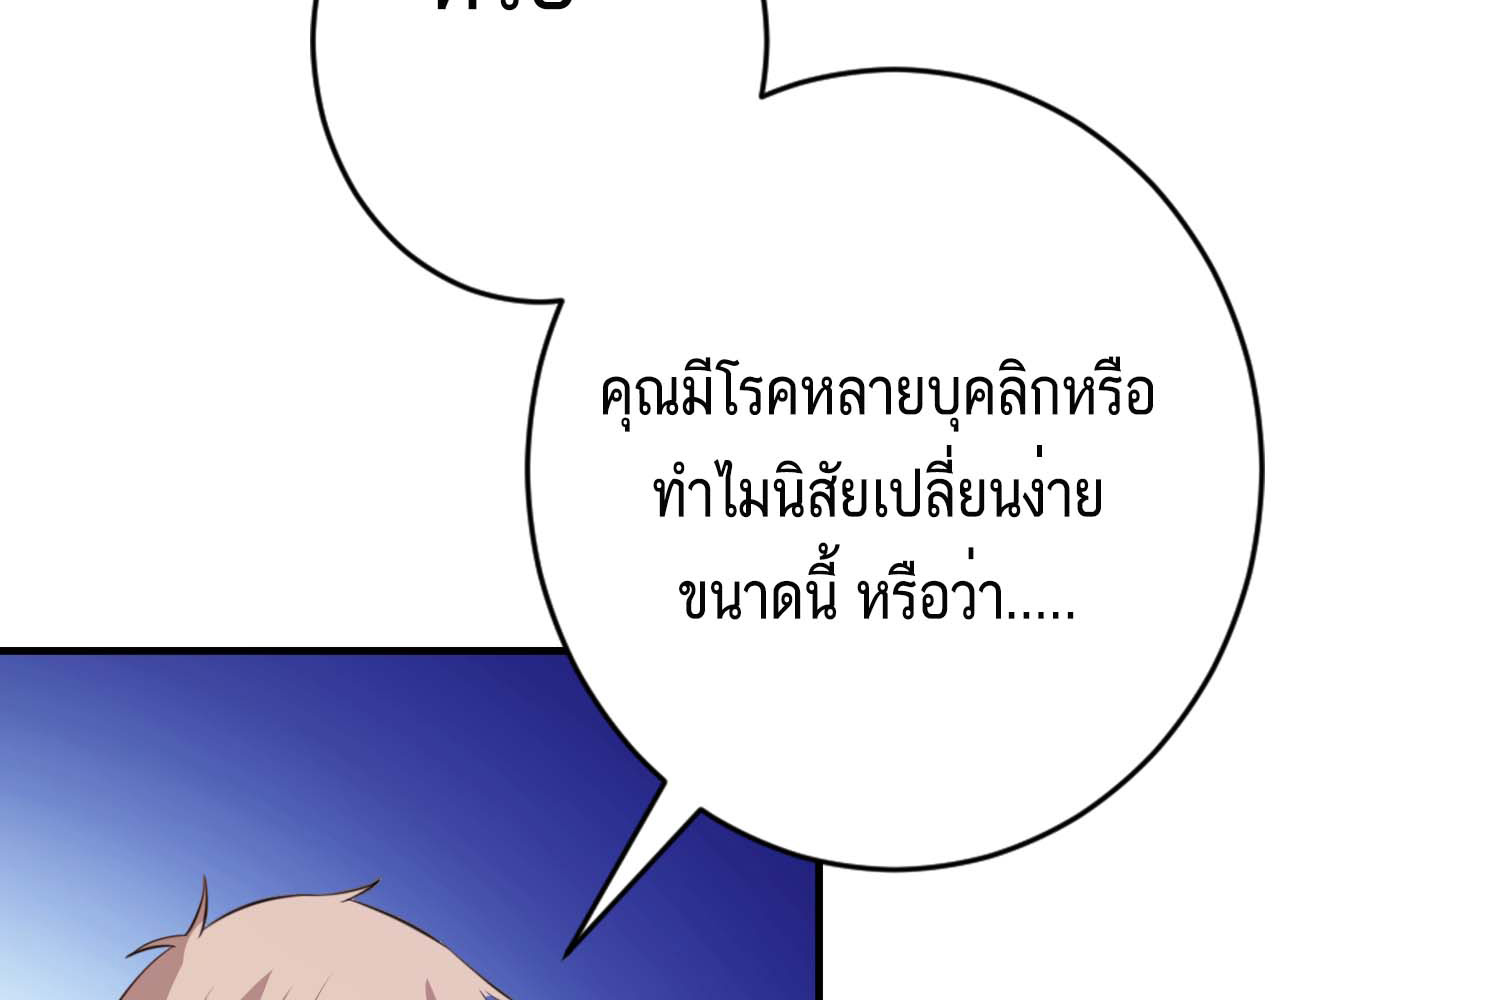 คุณมีโรคหลายบุคลิกหรือ
ทำไมนิสัยเปลี่ยนง่าย
ขนาดนี้ หรือว่า.....